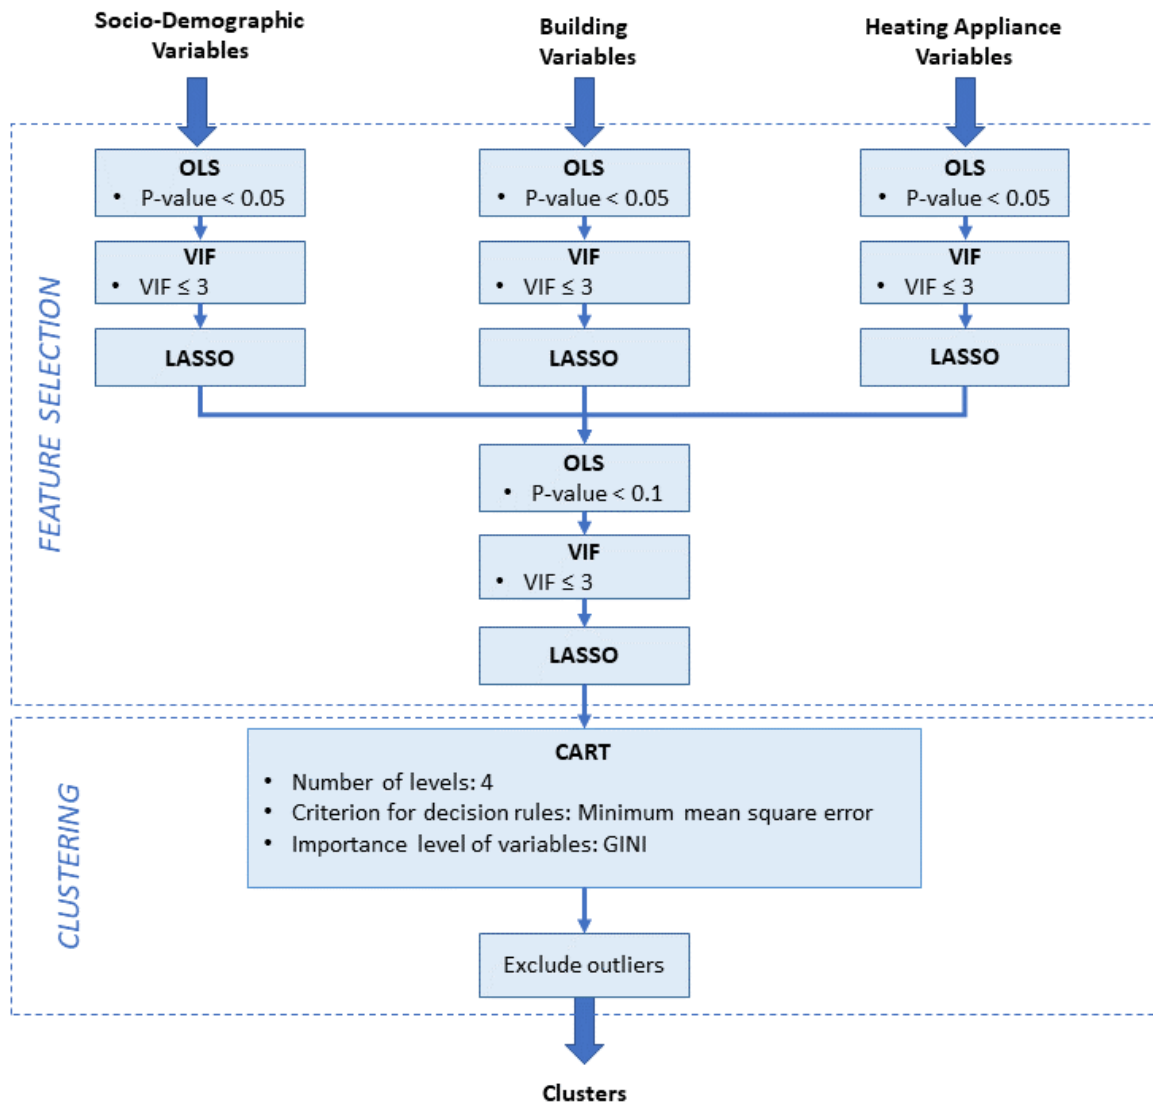 Socio-Demographic
Variables
Building
Variables
Heating Appliance
Variables
FEATURE SELECTION
OLS
• P-value < 0.05
VIF
• VIF ≤ 3
LASSO
OLS
• P-value < 0.05
VIF
• VIF ≤ 3
LASSO
OLS
• P-value < 0.05
VIF
• VIF ≤ 3
LASSO
OLS
• P-value < 0.1
VIF
• VIF ≤ 3
LASSO
CLUSTERING
CART
• Number of levels: 4
• Criterion for decision rules: Minimum mean square error
• Importance level of variables: GINI
Exclude outliers
Clusters